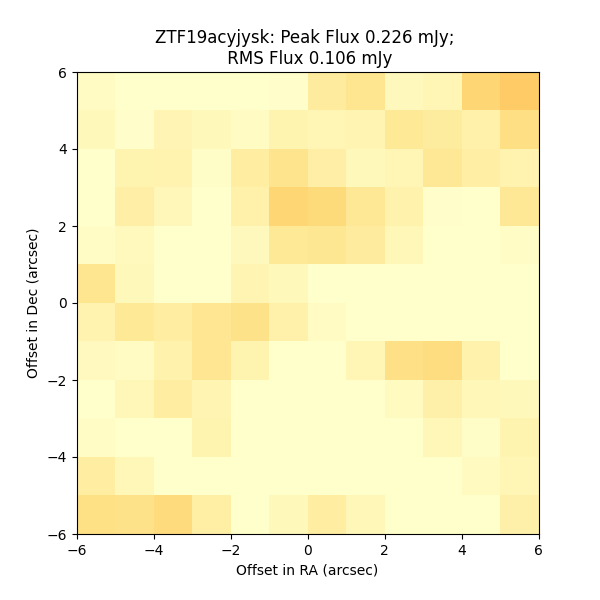 ZTF19acyjysk: Peak Flux 0.226 mJy;
RMS Flux 0.106 mJy
6
4
2
0
−2
−4
−6
Offset in Dec (arcsec)
−6 −4 −2 0 2 4 6
Offset in RA (arcsec)